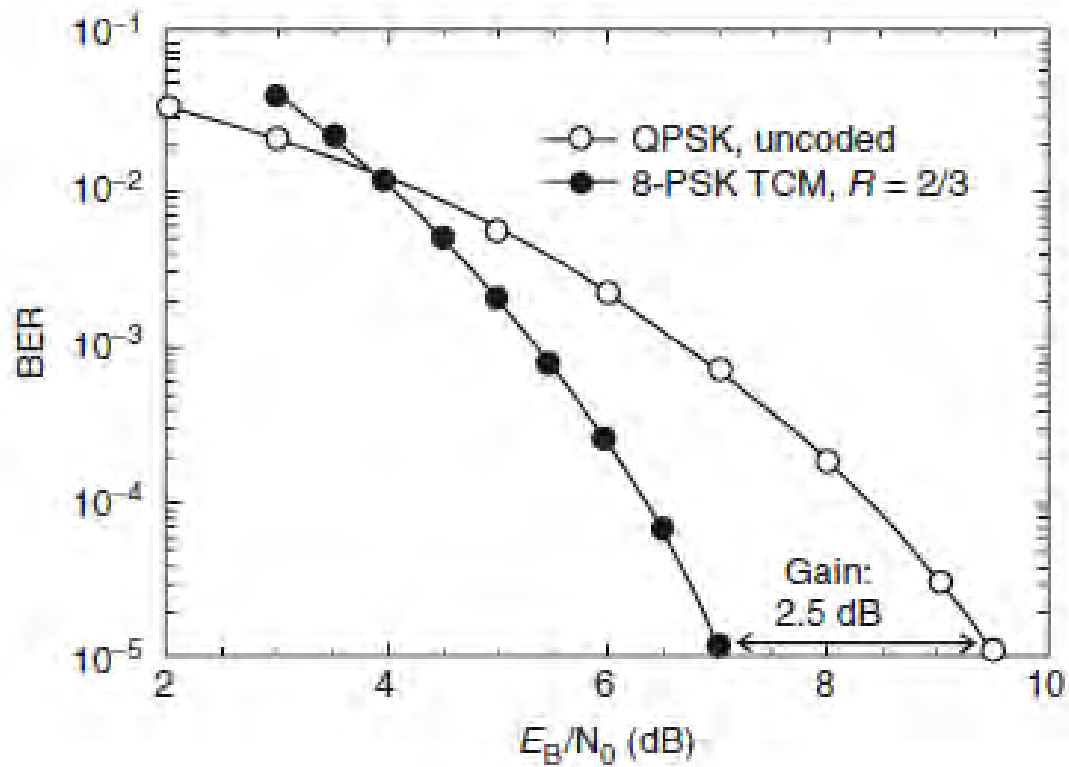 10⁻¹
QPSK, uncoded
8-PSK TCM, R = 2/3
10⁻²
BER
10⁻³
10⁻⁴
Gain:
2.5 dB
10⁻⁵
2 4 6 8 10
E_B/N₀ (dB)